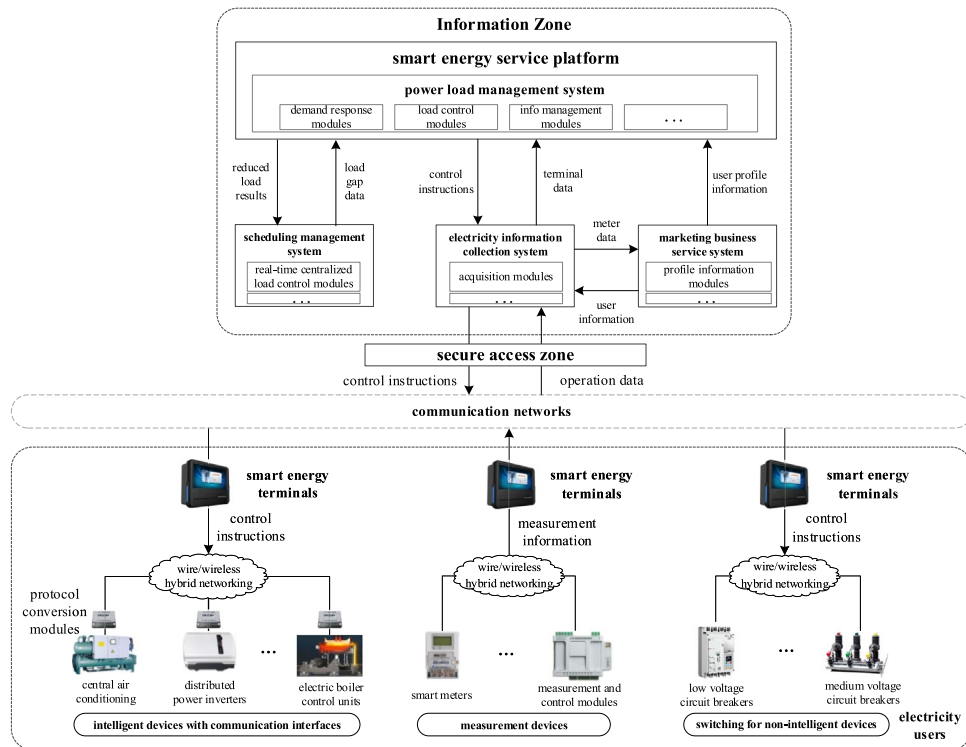 Information Zone
smart energy service platform
power load management system
demand response
modules
load control
modules
info management
modules
...
reduced
load
results
load
gap
data
control
instructions
terminal
data
user profile
information
scheduling management
system
real-time centralized
load control modules
...
electricity information
collection system
acquisition modules
...
meter
data
user
information
marketing business
service system
profile information
modules
...
secure access zone
control instructions
operation data
communication networks
smart energy
terminals
control
instructions
wire/wireless
hybrid networking
protocol
conversion
modules
central air
conditioning
distributed
power inverters
...
electric boiler
control units
intelligent devices with communication interfaces
smart energy
terminals
measurement
information
wire/wireless
hybrid networking
smart meters
...
measurement and
control modules
measurement devices
smart energy
terminals
control
instructions
wire/wireless
hybrid networking
low voltage
circuit breakers
...
medium voltage
circuit breakers
switching for non-intelligent devices
electricity
users